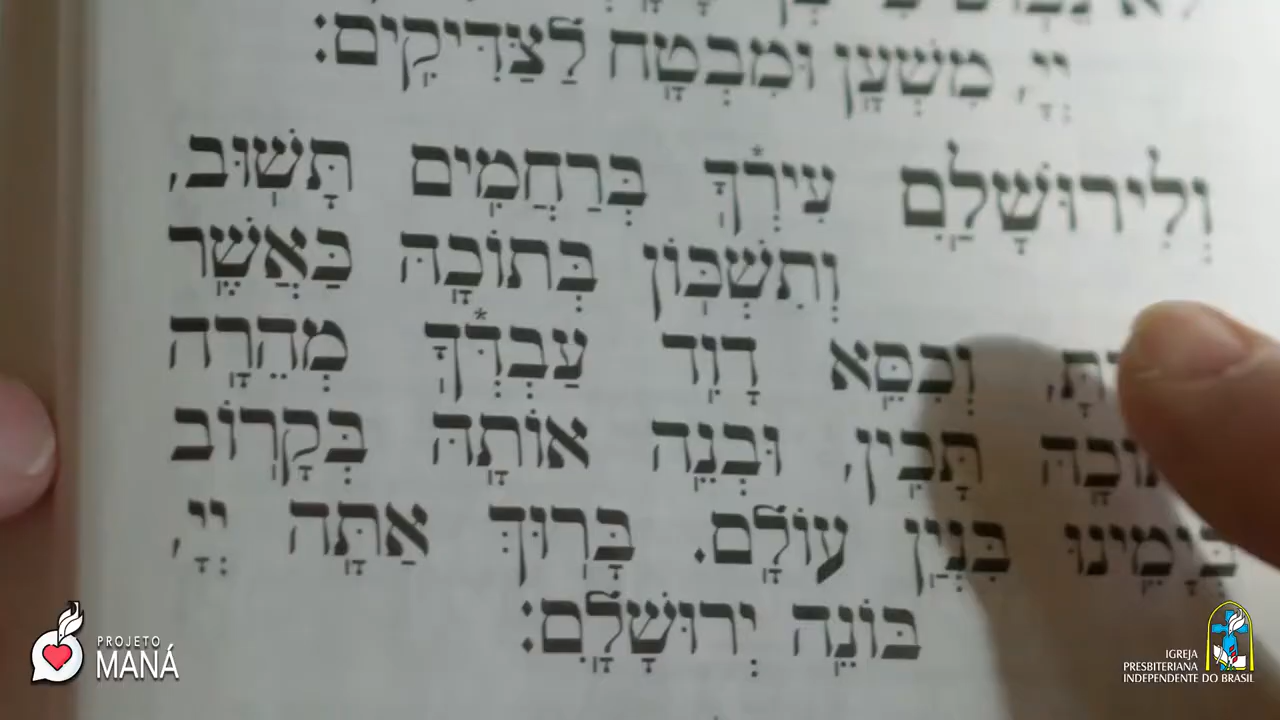 יְיָ, מִשְׁעָן וּמִבְטָח לַצַּדִּיקִים:
וְלִירוּשָׁלַֽיִם עִירְ֯ךָ בְּרַחֲמִים תָּשׁוּב,
וְתִשְׁכּוֹן בְּתוֹכָהּ כַּאֲשֶׁר
וְכִסֵּא דָוִד עַבְדְּ֯ךָ מְהֵרָה
תָּכִין, וּבְנֵה אוֹתָהּ בְּקָרוֹב
בְּיָמֵינוּ בִּנְיַן עוֹלָם. בָּרוּךְ אַתָּה יְיָ,
בּוֹנֵה יְרוּשָׁלָֽיִם:
PROJETO
MANÁ
IGREJA
PRESBITERIANA
INDEPENDENTE DO BRASIL